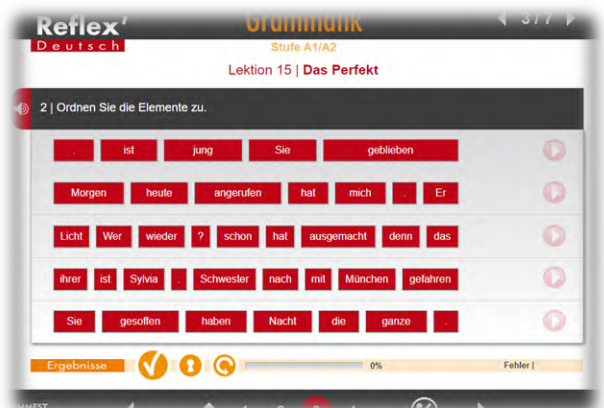 Reflex' Grammatik 3 / 7
Deutsch
Stufe A1/A2
Lektion 15 | Das Perfekt
2 | Ordnen Sie die Elemente zu.
. ist jung Sie geblieben
Morgen heute angerufen hat mich . Er
Licht Wer wieder ? schon hat ausgemacht denn das
ihrer ist Sylvia . Schwester nach mit München gefahren
Sie gesoffen haben Nacht die ganze .
Ergebnisse 0% Fehler |